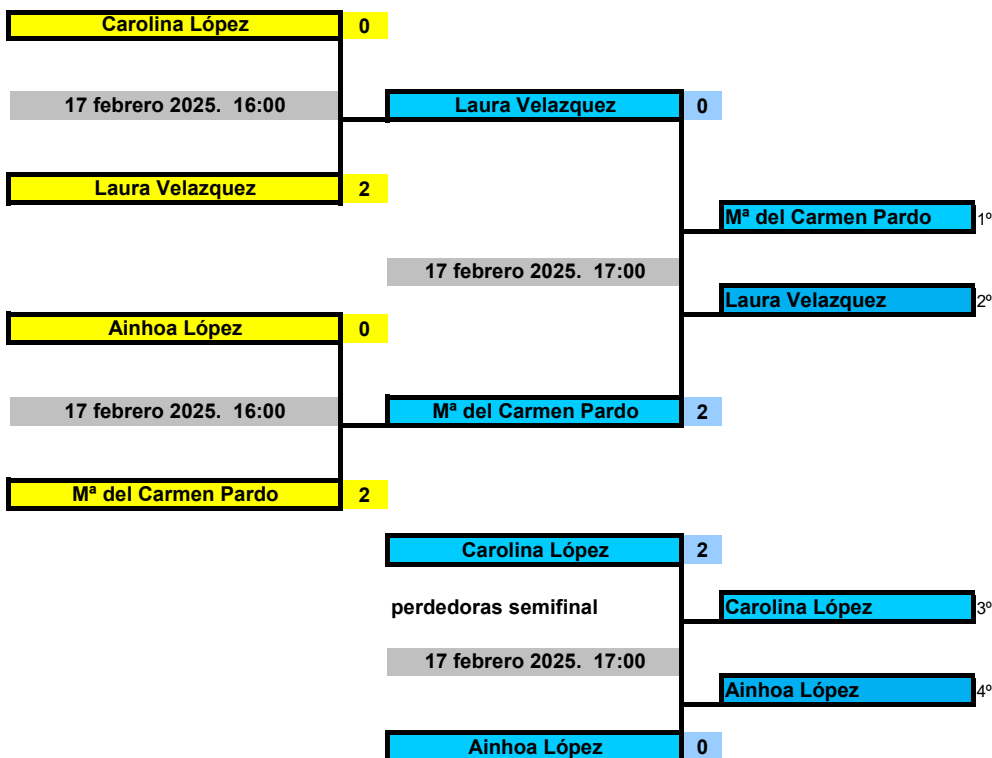 Carolina López 0
17 febrero 2025. 16:00
Laura Velazquez 0
Laura Velazquez 2
Mª del Carmen Pardo 1º
17 febrero 2025. 17:00
Laura Velazquez 2º
Ainhoa López 0
17 febrero 2025. 16:00
Mª del Carmen Pardo 2
Mª del Carmen Pardo 2
Carolina López 2
perdedoras semifinal
Carolina López 3º
17 febrero 2025. 17:00
Ainhoa López 4º
Ainhoa López 0